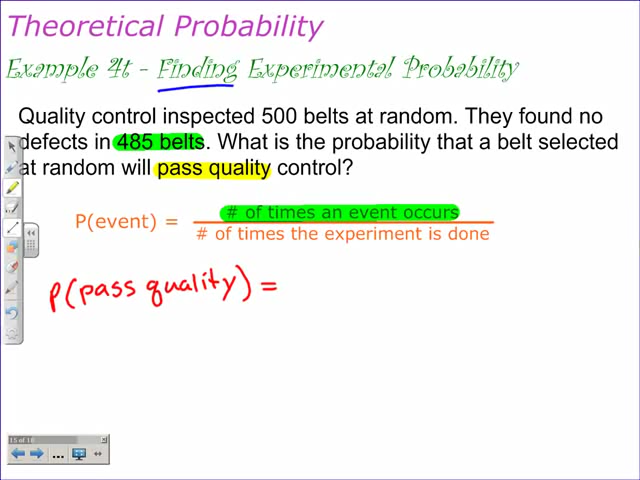 Theoretical Probability
Example 4t - Finding Experimental Probability
Quality control inspected 500 belts at random. They found no
defects in 485 belts. What is the probability that a belt selected
at random will pass quality control?
# of times an event occurs
P(event) =
# of times the experiment is done
P(pass quality) =
15 of 18